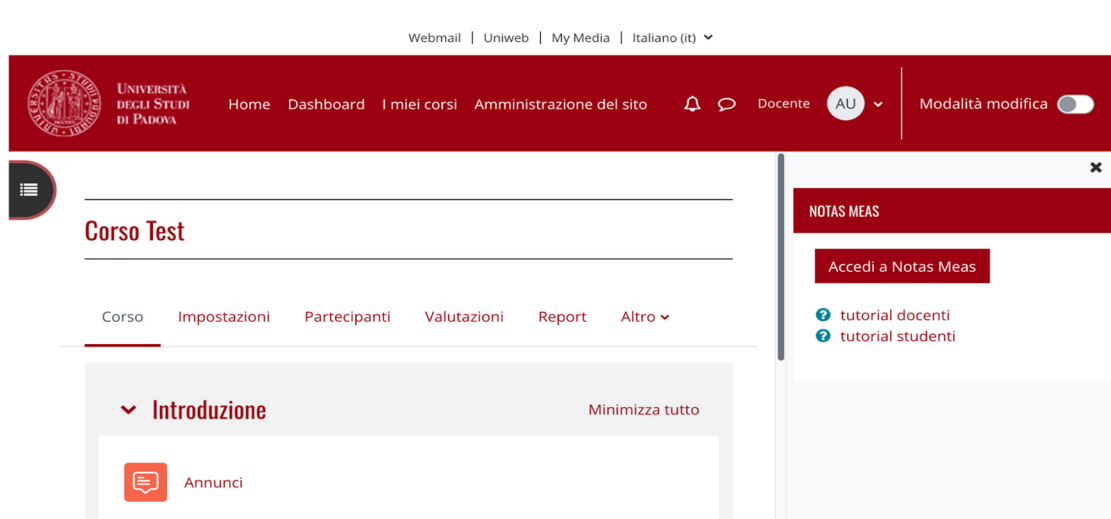 Webmail | Uniweb | My Media | Italiano (it)
UNIVERSITÀ
DEGLI STUDI
DI PADOVA
Home Dashboard I miei corsi Amministrazione del sito Docente AU Modalità modifica
Corso Test
Corso Impostazioni Partecipanti Valutazioni Report Altro
Introduzione Minimizza tutto
Annunci
NOTAS MEAS
Accedi a Notas Meas
tutorial docenti
tutorial studenti